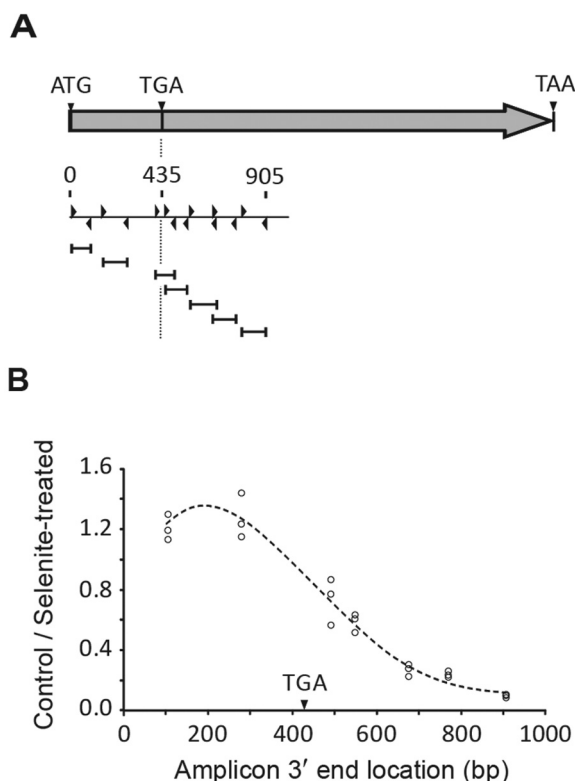 A
ATG TGA TAA
0 435 905
B
Control / Selenite-treated
1.6
1.2
0.8
0.4
0.0
TGA
0 200 400 600 800 1000
Amplicon 3′ end location (bp)